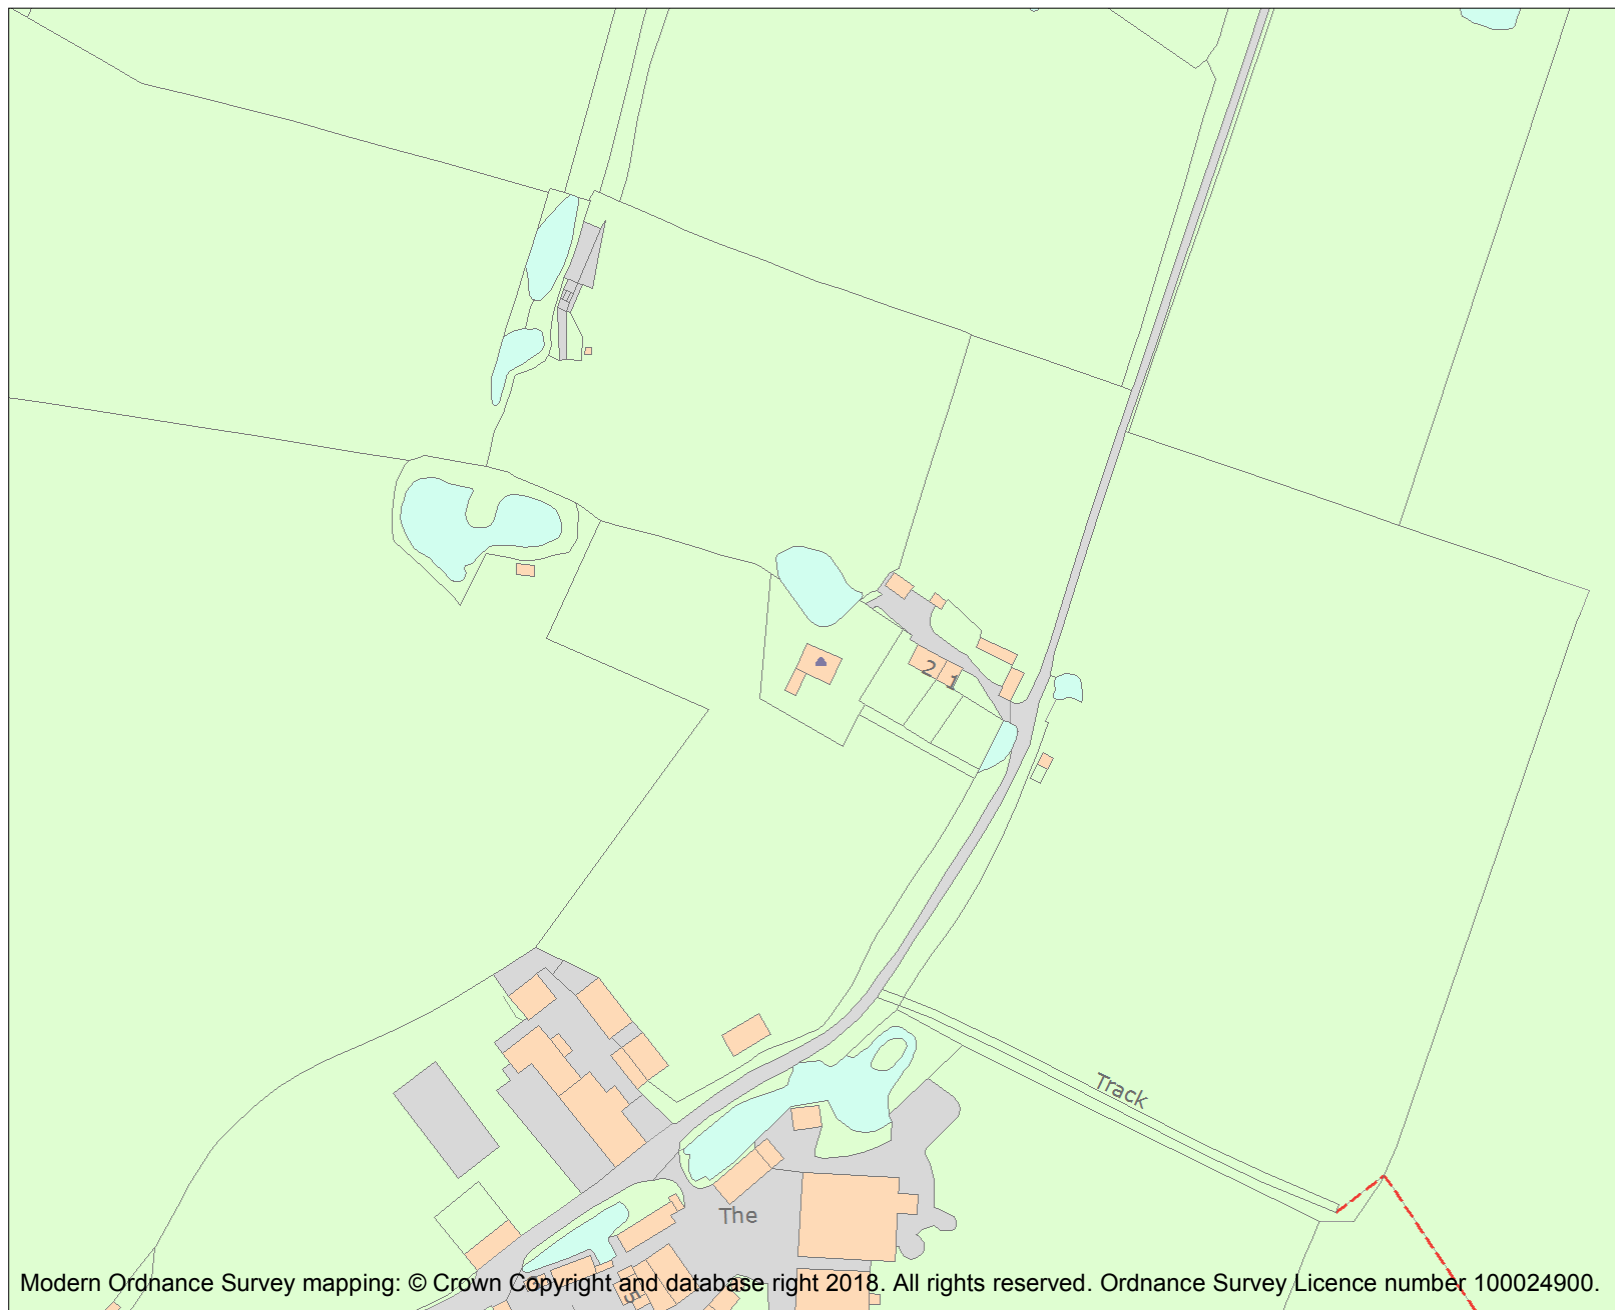 2
1
Track
The
Modern Ordnance Survey mapping: © Crown Copyright and database right 2018. All rights reserved. Ordnance Survey Licence number 100024900.